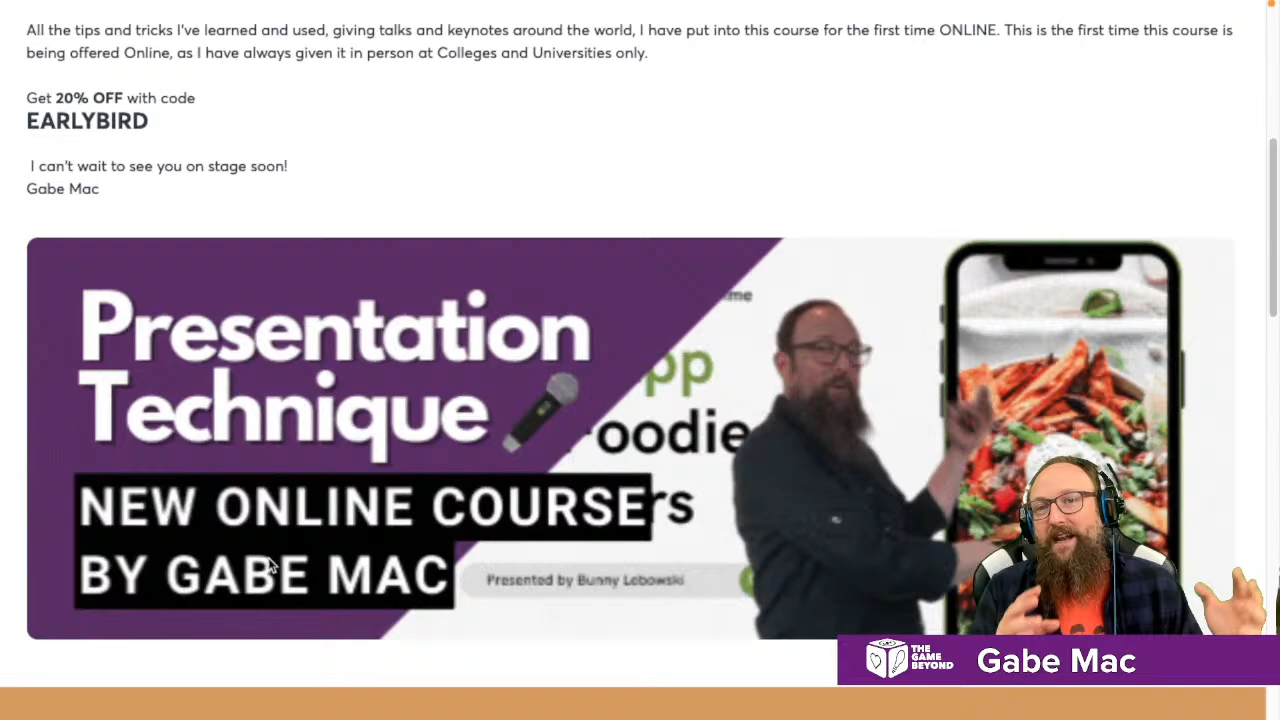 All the tips and tricks I've learned and used, giving talks and keynotes around the world, I have put into this course for the first time ONLINE. This is the first time this course is
being offered Online, as I have always given it in person at Colleges and Universities only.
Get 20% OFF with code
EARLYBIRD
I can't wait to see you on stage soon!
Gabe Mac
Presentation
Technique
NEW ONLINE COURSE
BY GABE MAC
pp
oodie
rs
Presented by Bunny Lebowski
THE
GAME
BEYOND
Gabe Mac